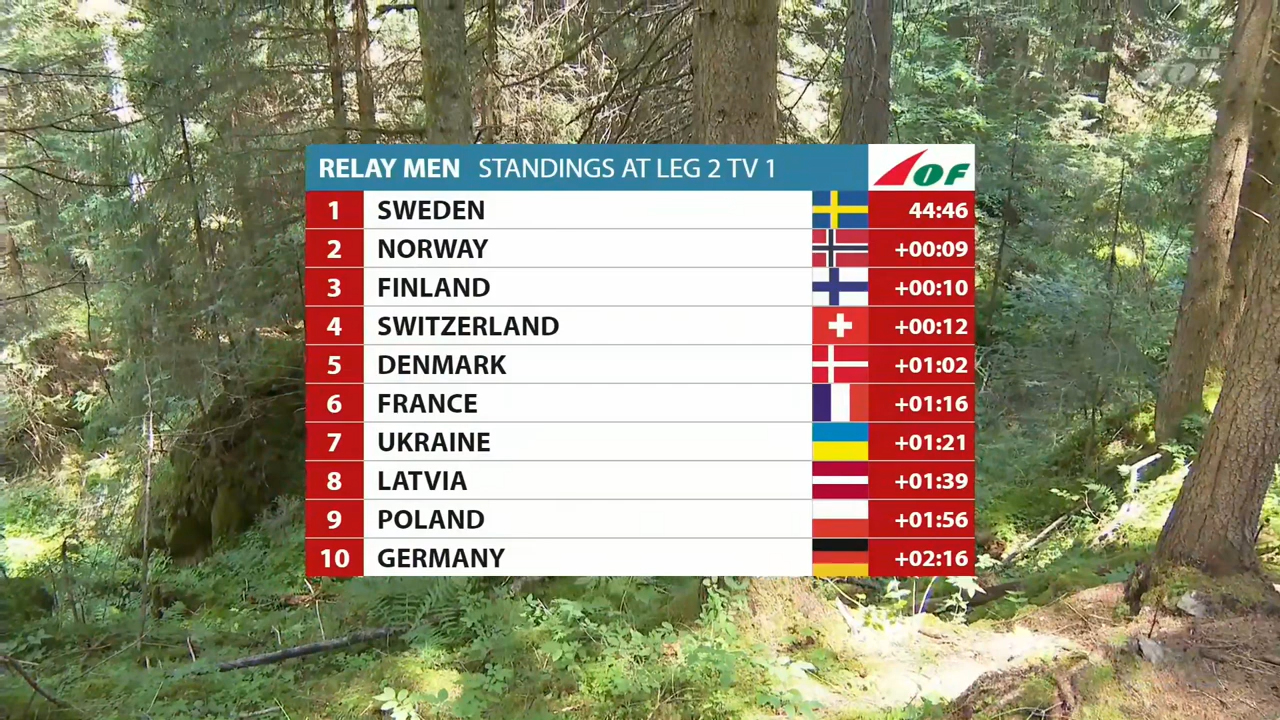 RELAY MEN STANDINGS AT LEG 2 TV 1 IOF
1 SWEDEN 44:46
2 NORWAY +00:09
3 FINLAND +00:10
4 SWITZERLAND +00:12
5 DENMARK +01:02
6 FRANCE +01:16
7 UKRAINE +01:21
8 LATVIA +01:39
9 POLAND +01:56
10 GERMANY +02:16